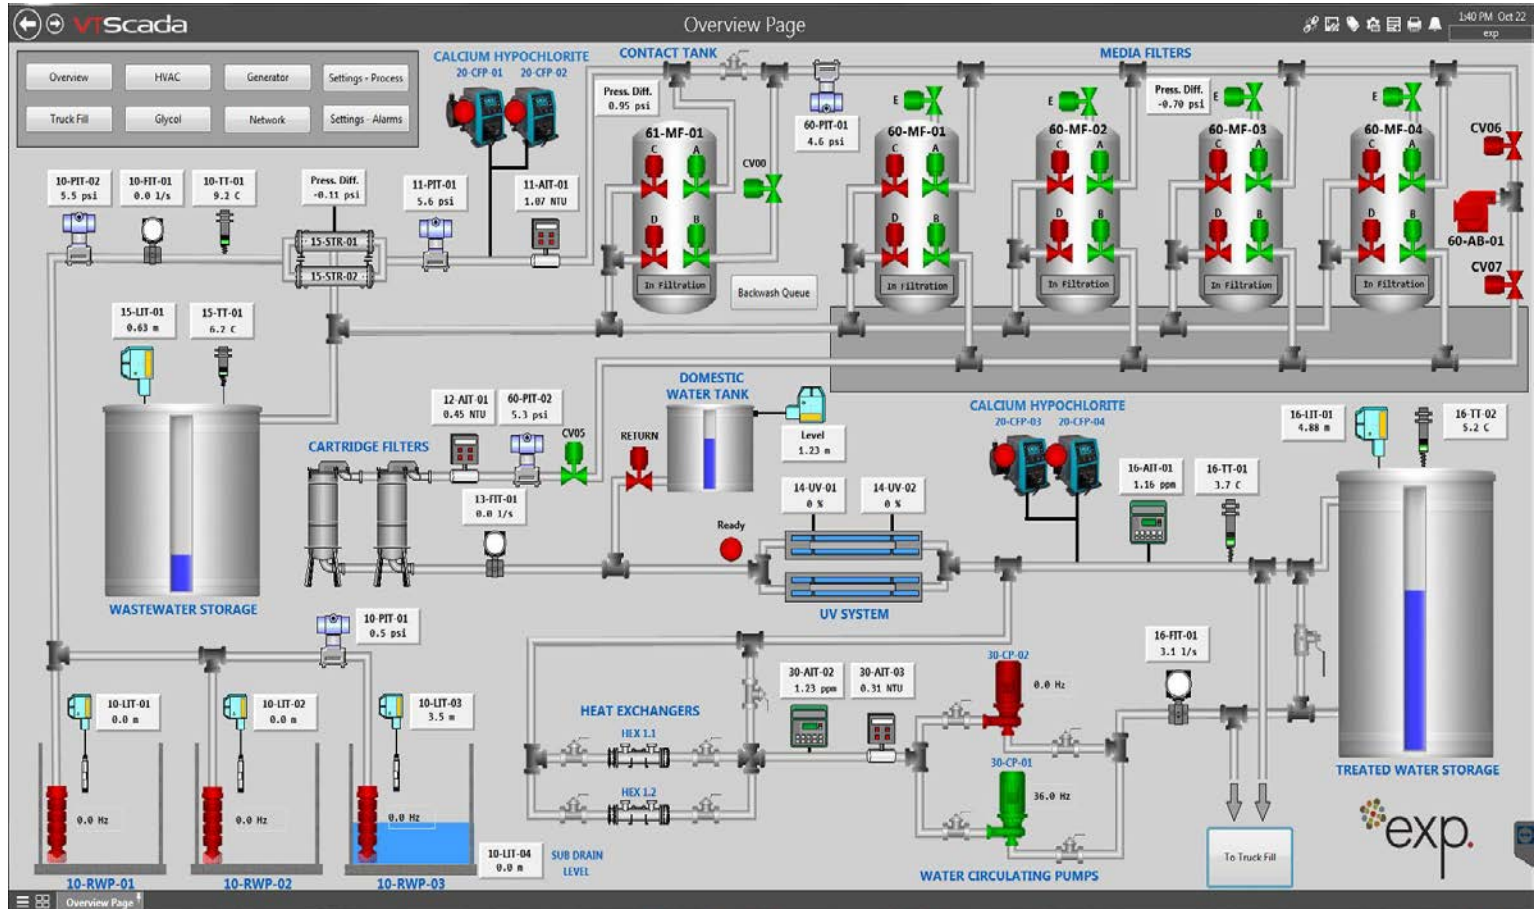 VTScada
Overview Page
1:40 PM Oct 22
exp
Overview
HVAC
Generator
Settings - Process
Truck Fill
Glycol
Network
Settings - Alarms
CALCIUM HYPOCHLORITE
20-CFP-01 20-CFP-02
CONTACT TANK
MEDIA FILTERS
Press. Diff.
0.95 psi
60-PIT-01
4.6 psi
Press. Diff.
-0.70 psi
E
E
E
E
61-MF-01
C A
D B
In Filtration
CV00
60-MF-01
C A
D B
In Filtration
60-MF-02
C A
D B
In Filtration
60-MF-03
C A
D B
In Filtration
60-MF-04
C A
D B
In Filtration
CV06
60-AB-01
CV07
10-PIT-02
5.5 psi
10-FIT-01
0.0 l/s
10-TT-01
9.2 C
Press. Diff.
-0.11 psi
15-STR-01
15-STR-02
11-PIT-01
5.6 psi
11-AIT-01
1.07 NTU
Backwash Queue
15-LIT-01
0.63 m
15-TT-01
6.2 C
WASTEWATER STORAGE
CARTRIDGE FILTERS
12-AIT-01
0.45 NTU
60-PIT-02
5.3 psi
CV05
13-FIT-01
0.0 l/s
RETURN
DOMESTIC
WATER TANK
Level
1.23 m
Ready
14-UV-01
0 %
14-UV-02
0 %
UV SYSTEM
CALCIUM HYPOCHLORITE
20-CFP-03 20-CFP-04
16-AIT-01
1.16 ppm
16-TT-01
3.7 C
16-LIT-01
4.88 m
16-TT-02
5.2 C
TREATED WATER STORAGE
10-PIT-01
0.5 psi
10-LIT-01
0.0 m
10-LIT-02
0.0 m
10-LIT-03
3.5 m
0.0 Hz
0.0 Hz
0.0 Hz
10-RWP-01
10-RWP-02
10-RWP-03
10-LIT-04
0.0 m
SUB DRAIN
LEVEL
HEAT EXCHANGERS
HEX 1.1
HEX 1.2
30-AIT-02
1.23 ppm
30-AIT-03
0.31 NTU
30-CP-02
0.0 Hz
30-CP-01
36.0 Hz
WATER CIRCULATING PUMPS
16-FIT-01
3.1 l/s
To Truck Fill
exp.
Overview Page